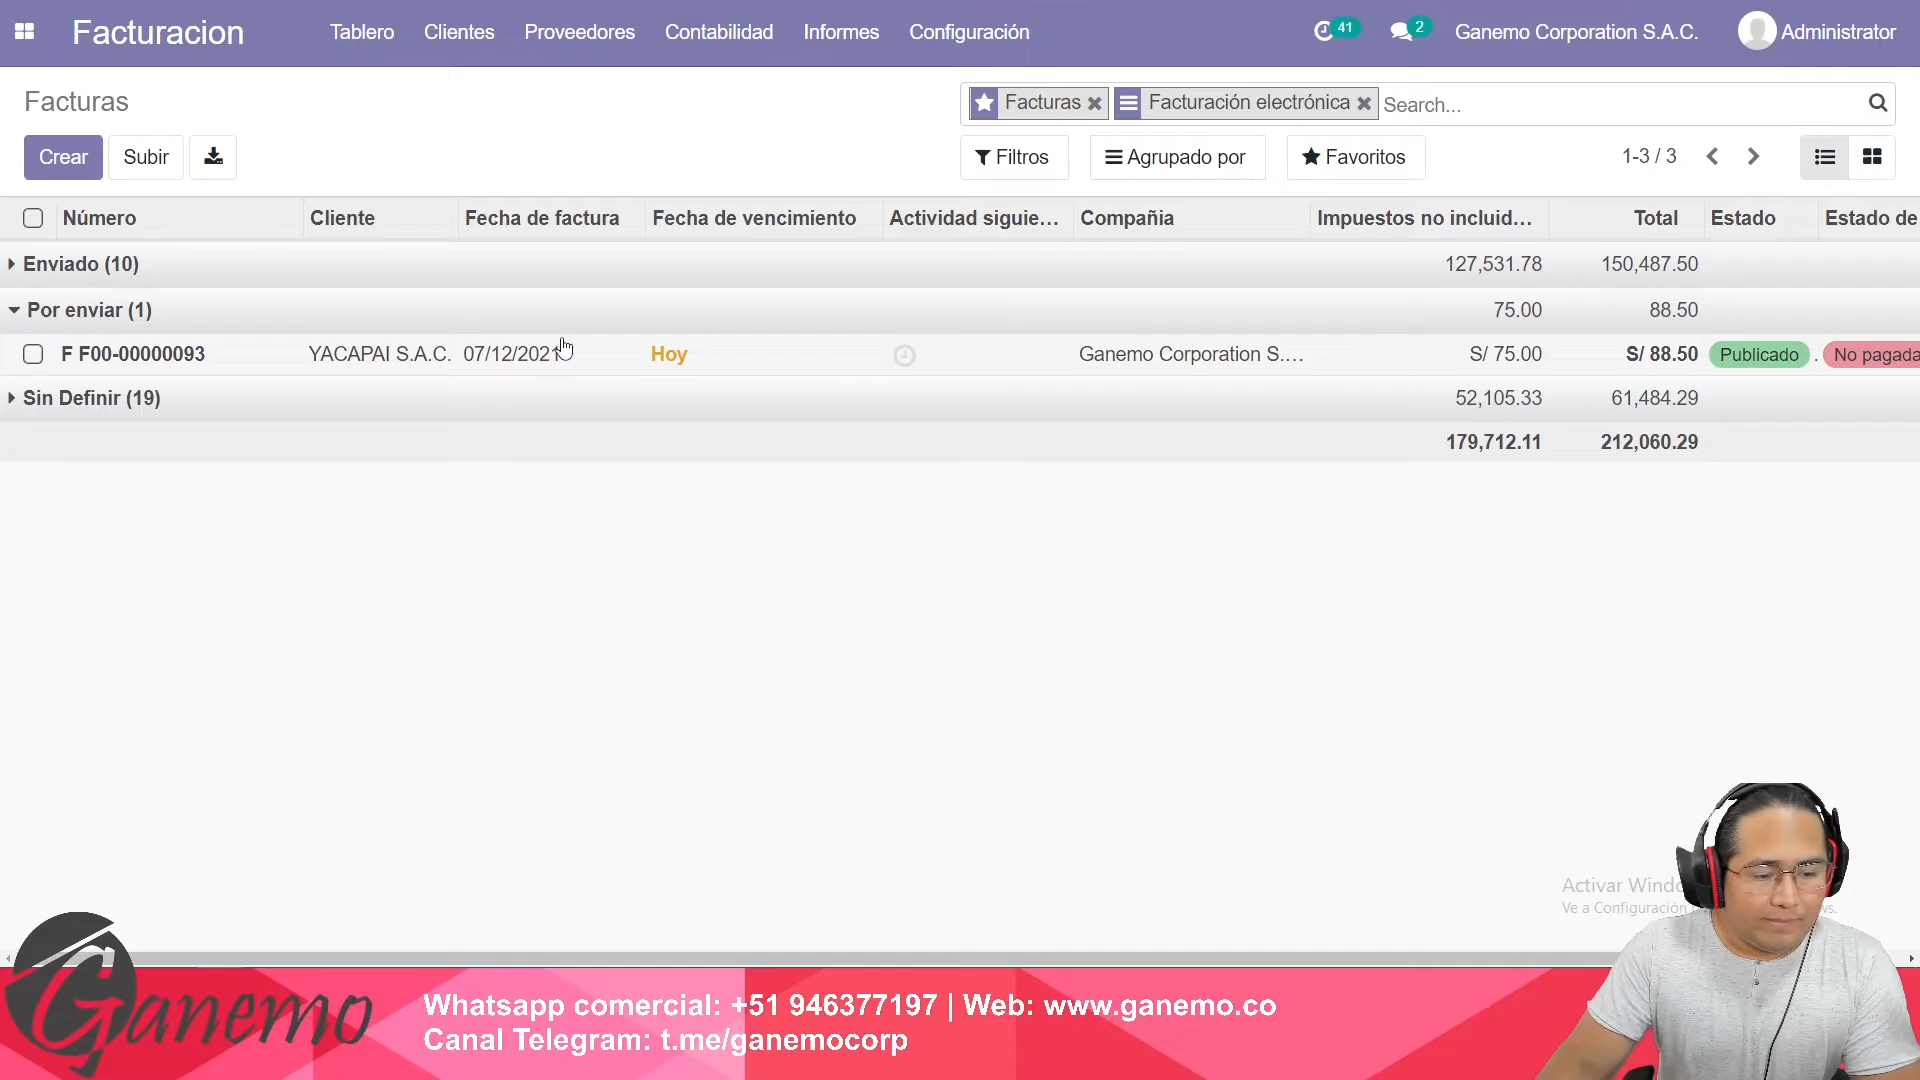 Facturacion Tablero Clientes Proveedores Contabilidad Informes Configuración 41 2 Ganemo Corporation S.A.C. Administrator
Facturas
Facturas Facturación electrónica Search...
Crear Subir Filtros Agrupado por Favoritos 1-3 / 3
Número Cliente Fecha de factura Fecha de vencimiento Actividad siguie... Compañia Impuestos no incluid... Total Estado Estado de
Enviado (10) 127,531.78 150,487.50
Por enviar (1) 75.00 88.50
F F00-00000093 YACAPAI S.A.C. 07/12/2021 Hoy Ganemo Corporation S.... S/ 75.00 S/ 88.50 Publicado . No pagada
Sin Definir (19) 52,105.33 61,484.29
179,712.11 212,060.29
Activar Windo
Ve a Configuración ws.
Ganemo
Whatsapp comercial: +51 946377197 | Web: www.ganemo.co
Canal Telegram: t.me/ganemocorp